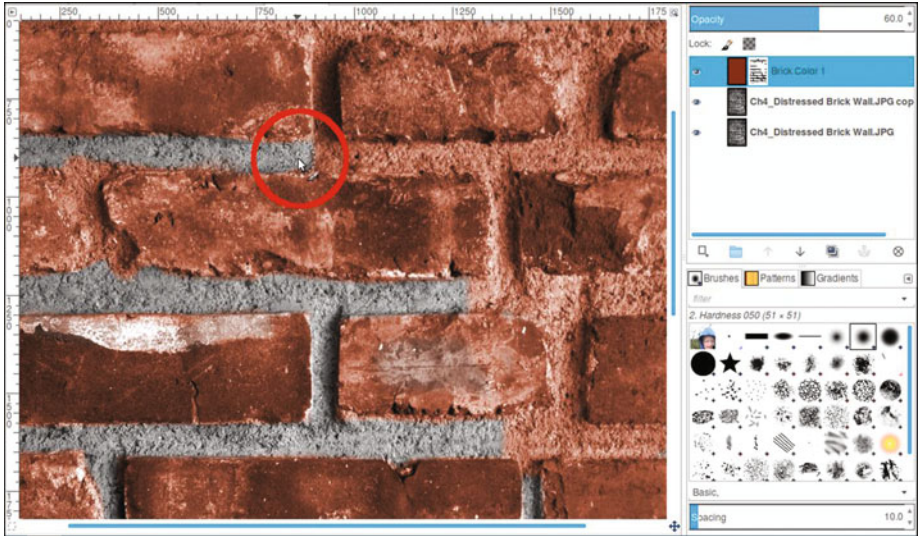 250 500 750 1000 1250 1500 175
Opacity 60.0
Lock:
Brick Color 1
Ch4_Distressed Brick Wall.JPG cop
Ch4_Distressed Brick Wall.JPG
Brushes Patterns Gradients
filter
2. Hardness 050 (51 × 51)
Basic,
Spacing 10.0